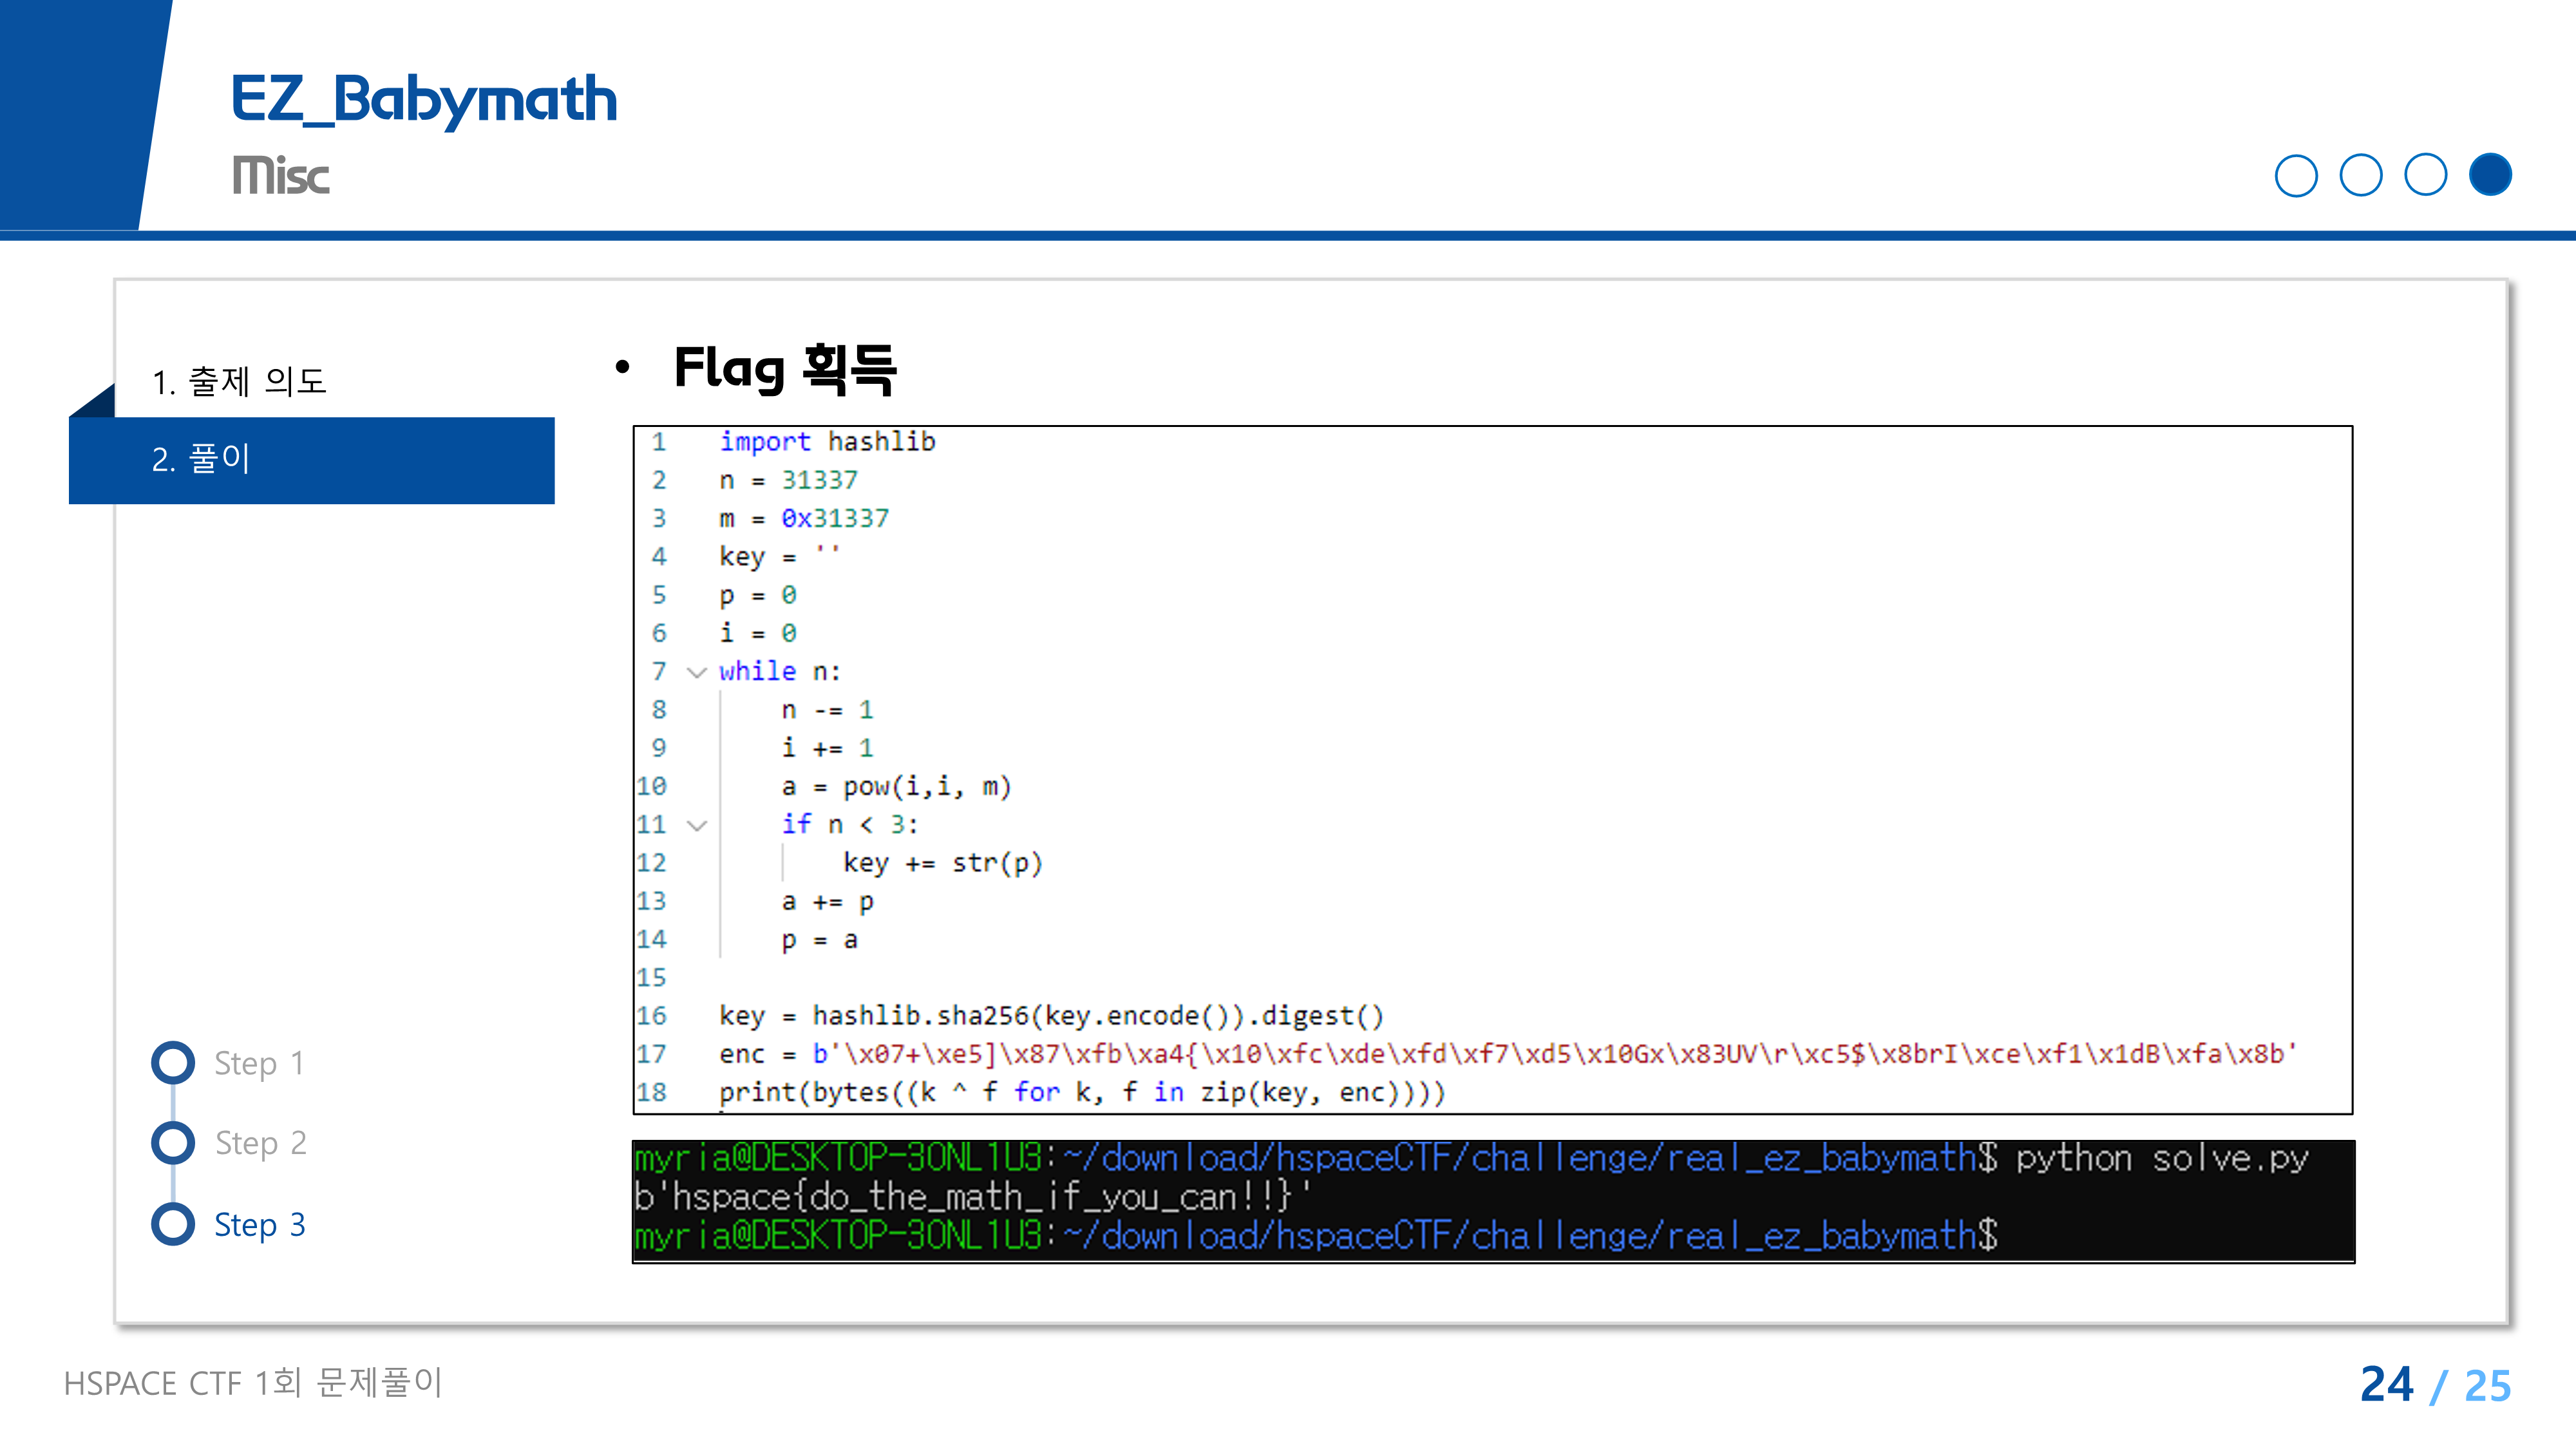 EZ_Babymath
Misc
1. 출제 의도
2. 풀이
Step 1
Step 2
Step 3
• Flag 획득
1 import hashlib
2 n = 31337
3 m = 0x31337
4 key = ''
5 p = 0
6 i = 0
7 while n:
8 n -= 1
9 i += 1
10 a = pow(i,i, m)
11 if n < 3:
12 key += str(p)
13 a += p
14 p = a
15
16 key = hashlib.sha256(key.encode()).digest()
17 enc = b'\x07+\xe5]\x87\xfb\xa4{\x10\xfc\xde\xfd\xf7\xd5\x10Gx\x83UV\r\xc5$\x8brI\xce\xf1\x1dB\xfa\x8b'
18 print(bytes((k ^ f for k, f in zip(key, enc))))
myria@DESKTOP-3ONL1U3:~/download/hspaceCTF/challenge/real_ez_babymath$ python solve.py
b'hspace{do_the_math_if_you_can!!}'
myria@DESKTOP-3ONL1U3:~/download/hspaceCTF/challenge/real_ez_babymath$
HSPACE CTF 1회 문제풀이
24 / 25